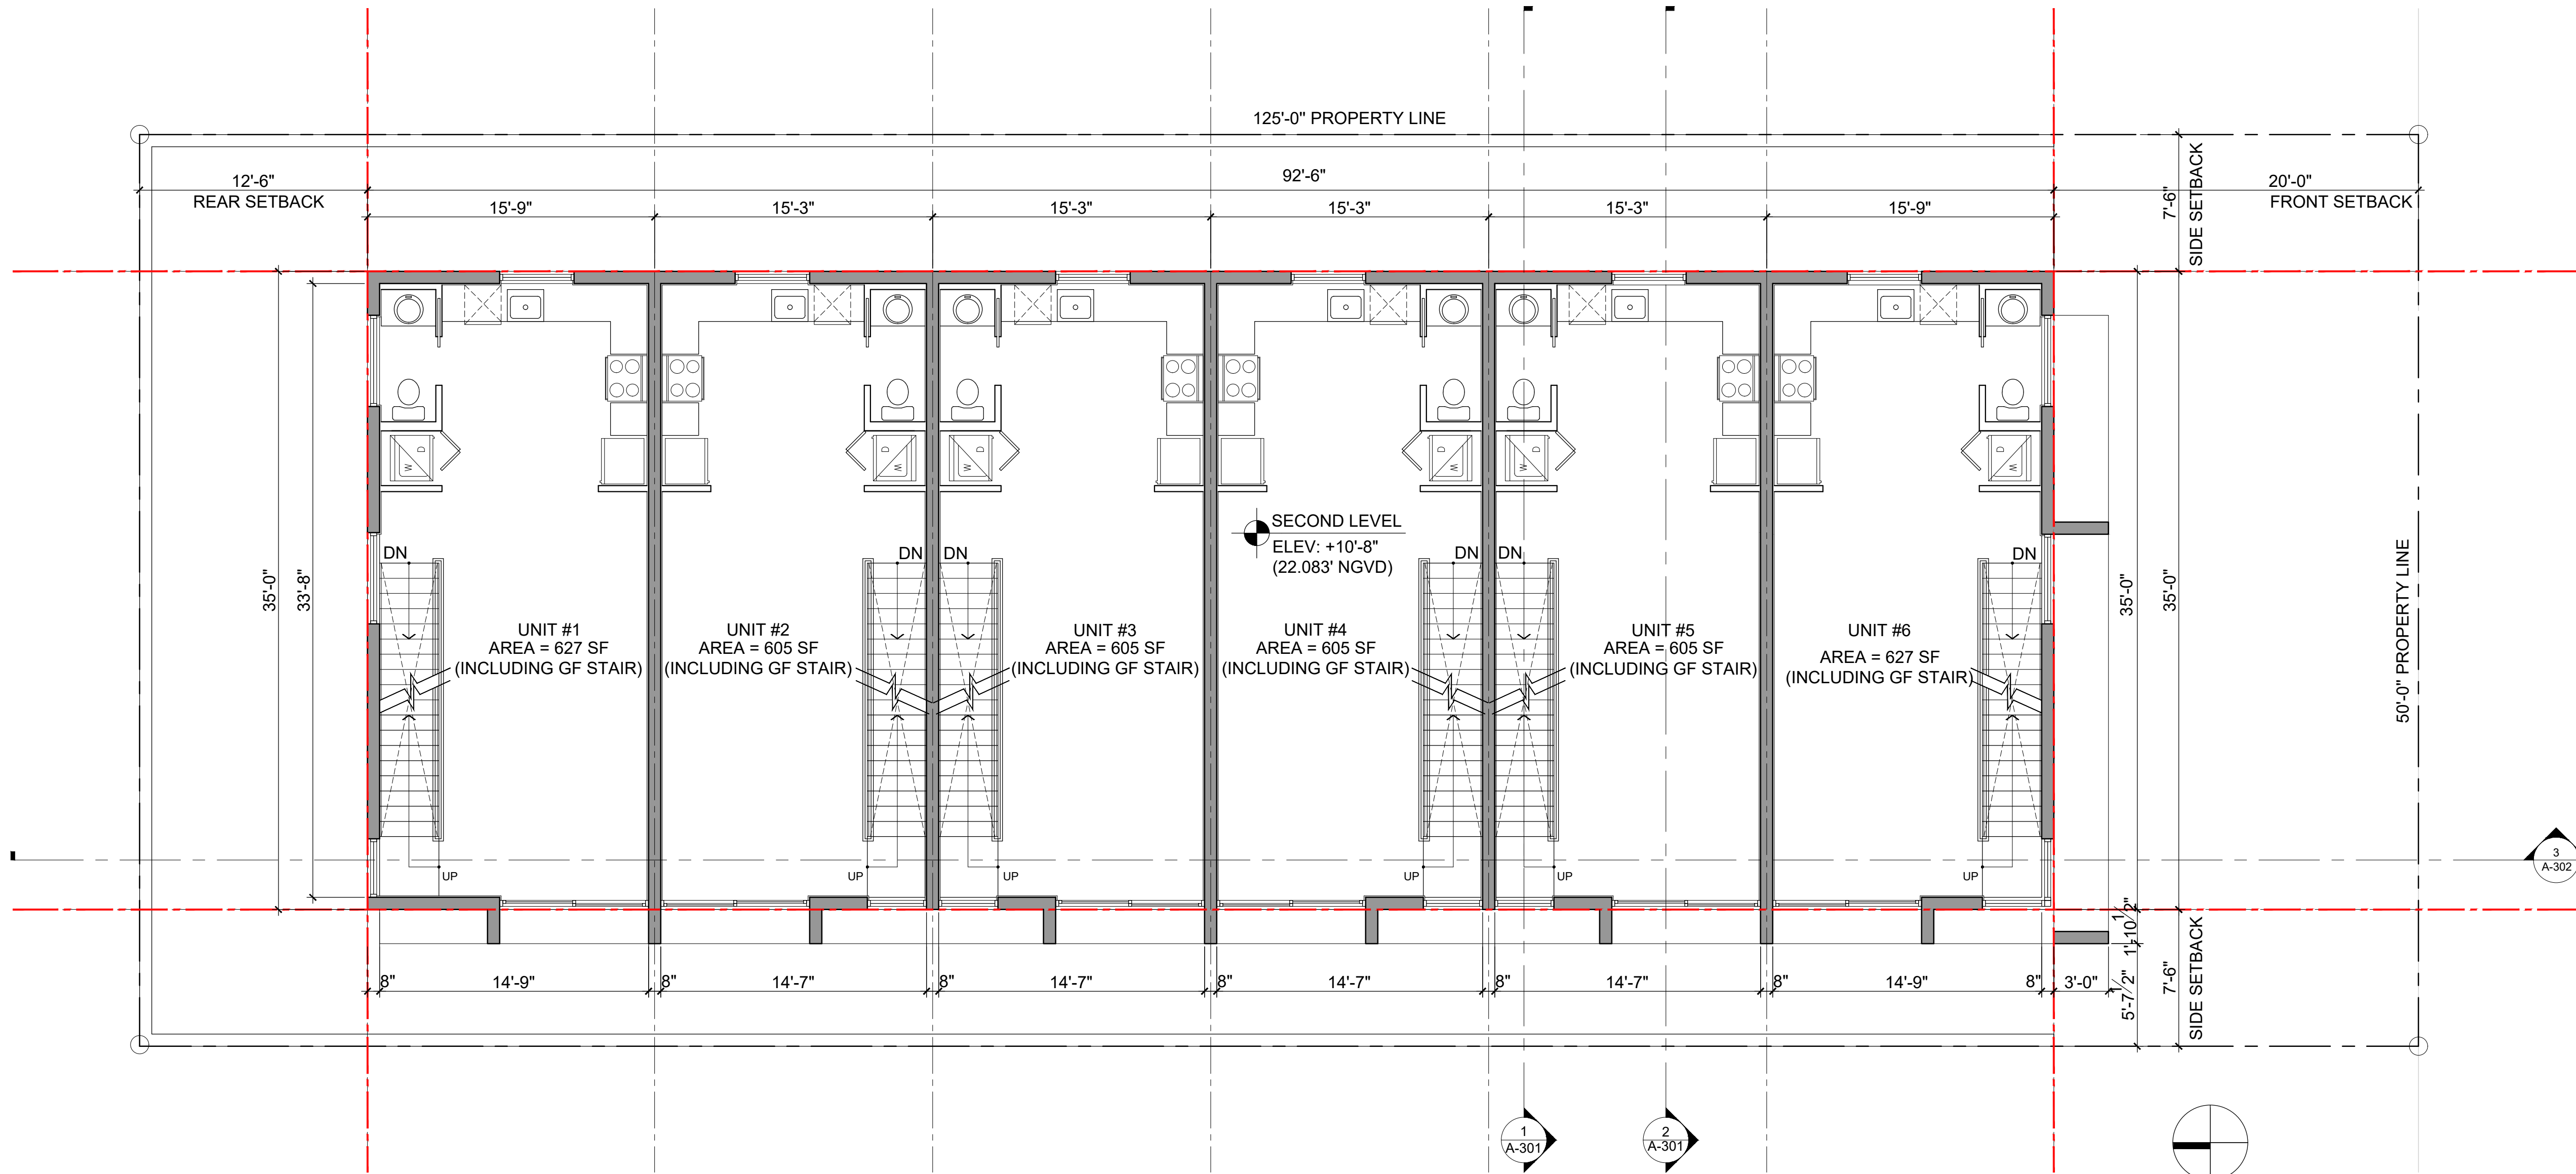 125'-0" PROPERTY LINE
12'-6"
REAR SETBACK
92'-6"
20'-0"
FRONT SETBACK
7'-6"
SIDE SETBACK
15'-9"
15'-3"
15'-3"
15'-3"
15'-3"
15'-9"
W
D
W
D
W
D
W
D
W
D
W
D
SECOND LEVEL
ELEV: +10'-8"
(22.083' NGVD)
DN
DN
DN
DN
DN
DN
35'-0"
33'-8"
35'-0"
35'-0"
50'-0" PROPERTY LINE
UNIT #1
AREA = 627 SF
(INCLUDING GF STAIR)
UNIT #2
AREA = 605 SF
(INCLUDING GF STAIR)
UNIT #3
AREA = 605 SF
(INCLUDING GF STAIR)
UNIT #4
AREA = 605 SF
(INCLUDING GF STAIR)
UNIT #5
AREA = 605 SF
(INCLUDING GF STAIR)
UNIT #6
AREA = 627 SF
(INCLUDING GF STAIR)
UP
UP
UP
UP
UP
UP
3
A-302
8"
14'-9"
8"
14'-7"
8"
14'-7"
8"
14'-7"
8"
14'-7"
8"
14'-9"
8"
3'-0"
1'-10 1/2"
5'-7 1/2"
7'-6"
SIDE SETBACK
1
A-301
2
A-301